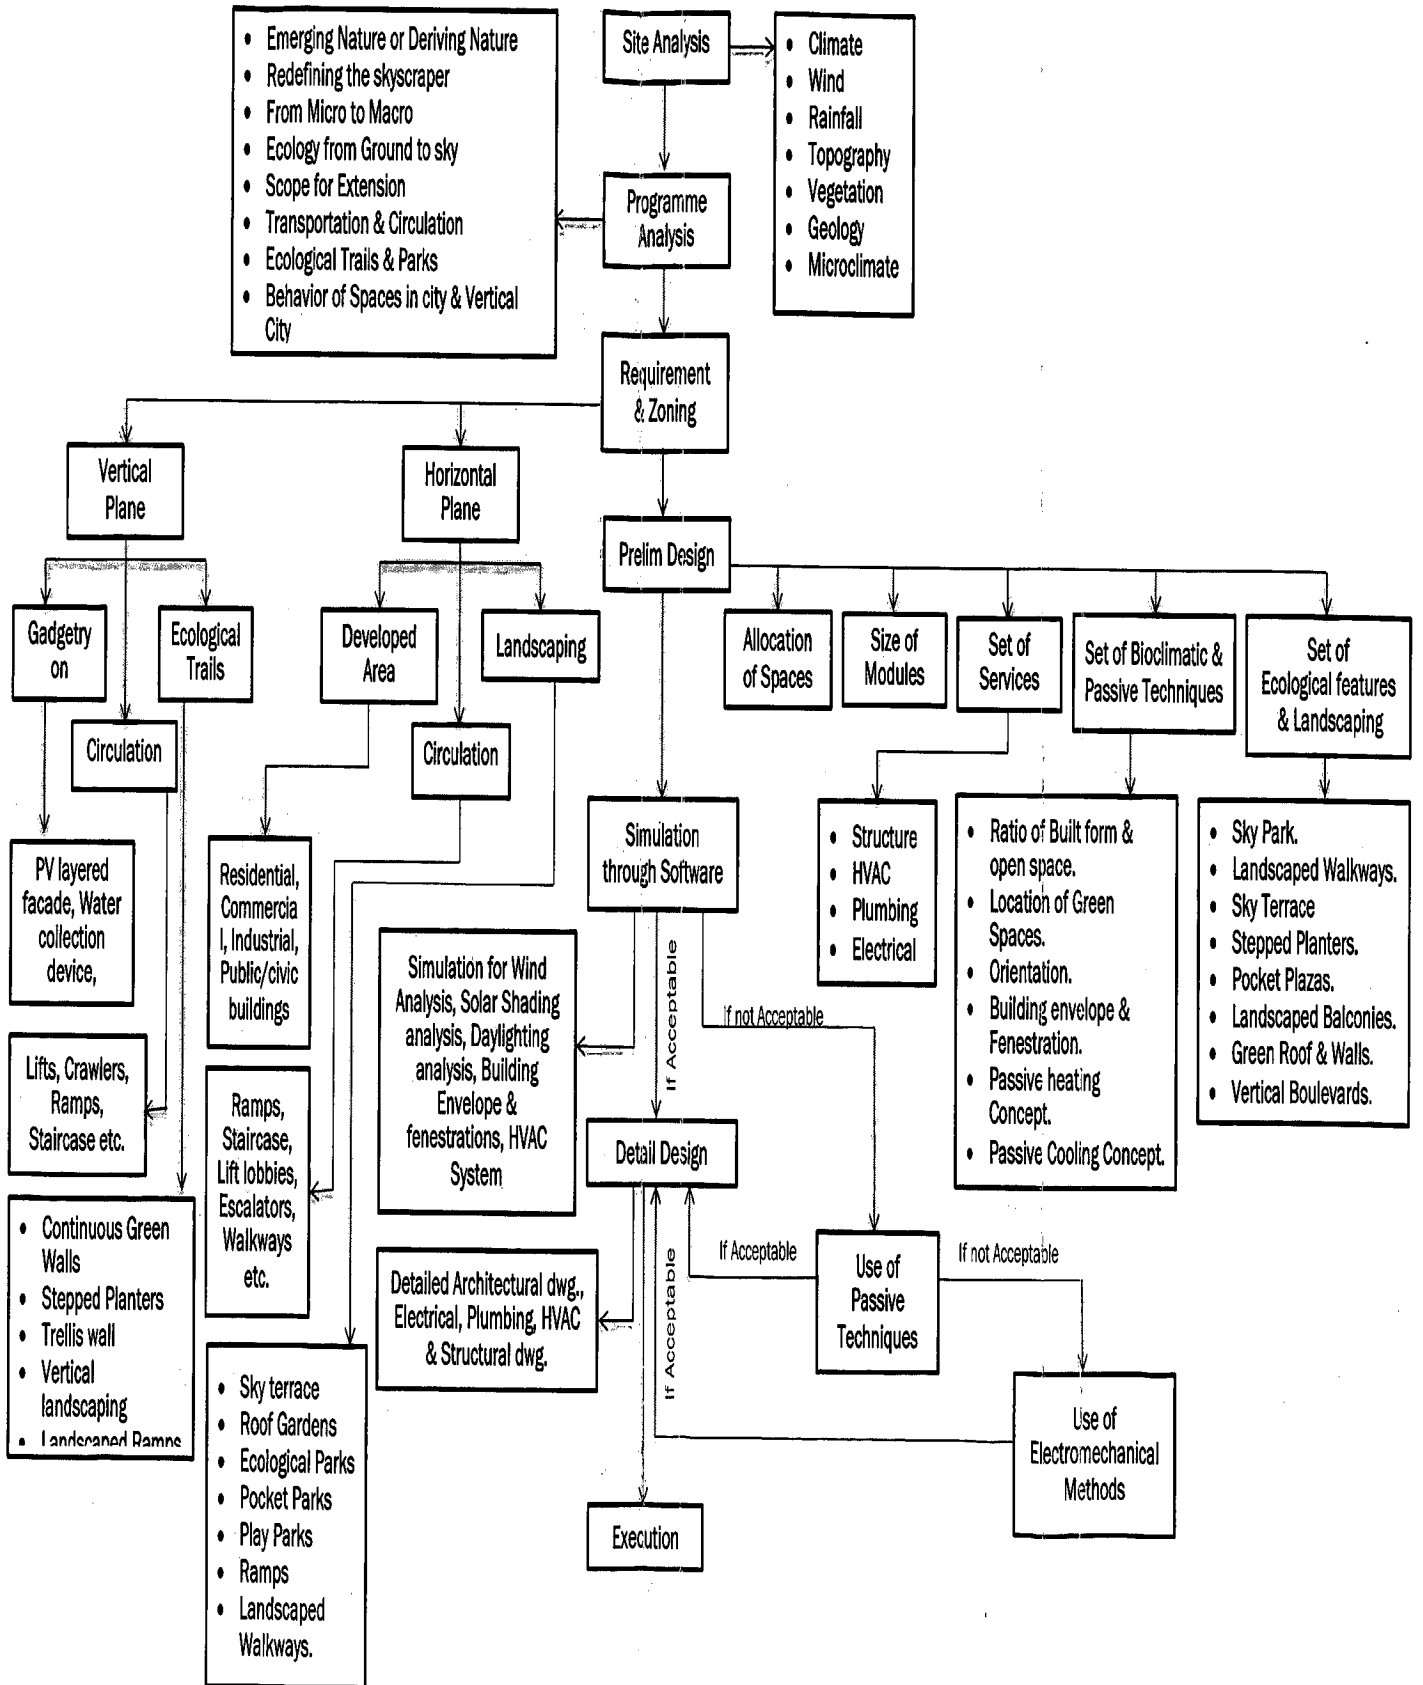 Emerging Nature or Deriving Nature
Redefining the skyscraper
From Micro to Macro
Ecology from Ground to sky
Scope for Extension
Transportation & Circulation
Ecological Trails & Parks
Behavior of Spaces in city & Vertical
City
Site Analysis
Climate
Wind
Rainfall
Topography
Vegetation
Geology
Microclimate
Programme
Analysis
Requirement
& Zoning
Vertical
Plane
Horizontal
Plane
Prelim Design
Gadgetry
on
Ecological
Trails
Circulation
Developed
Area
Landscaping
Circulation
Allocation
of Spaces
Size of
Modules
Set of
Services
Set of Bioclimatic &
Passive Techniques
Set of
Ecological features
& Landscaping
PV layered
facade, Water
collection
device,
Residential,
Commercia
l, Industrial,
Public/civic
buildings
Simulation
through Software
Structure
HVAC
Plumbing
Electrical
Ratio of Built form &
open space.
Location of Green
Spaces.
Orientation.
Building envelope &
Fenestration.
Passive heating
Concept.
Passive Cooling Concept.
Sky Park.
Landscaped Walkways.
Sky Terrace
Stepped Planters.
Pocket Plazas.
Landscaped Balconies.
Green Roof & Walls.
Vertical Boulevards.
Lifts, Crawlers,
Ramps,
Staircase etc.
Ramps,
Staircase,
Lift lobbies,
Escalators,
Walkways
etc.
Simulation for Wind
Analysis, Solar Shading
analysis, Daylighting
analysis, Building
Envelope &
fenestrations, HVAC
System
If Acceptable
If not Acceptable
Detail Design
Continuous Green
Walls
Stepped Planters
Trellis wall
Vertical
landscaping
Landscaped Ramps
Detailed Architectural dwg.,
Electrical, Plumbing, HVAC
& Structural dwg.
If Acceptable
If Acceptable
Use of
Passive
Techniques
If not Acceptable
Sky terrace
Roof Gardens
Ecological Parks
Pocket Parks
Play Parks
Ramps
Landscaped
Walkways.
Use of
Electromechanical
Methods
Execution